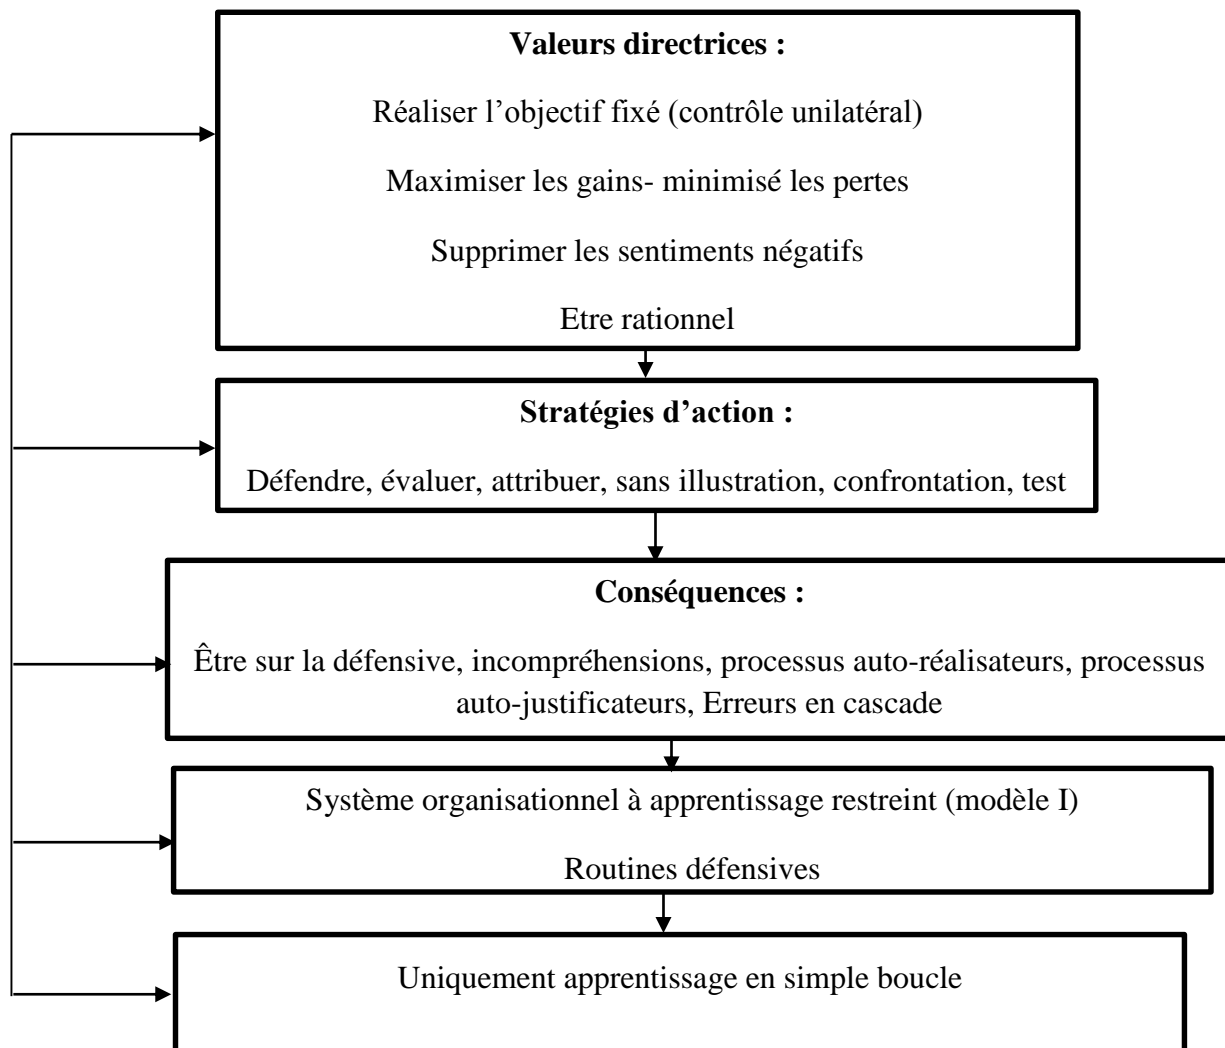 Valeurs directrices :
Réaliser l’objectif fixé (contrôle unilatéral)
Maximiser les gains- minimisé les pertes
Supprimer les sentiments négatifs
Etre rationnel
Stratégies d’action :
Défendre, évaluer, attribuer, sans illustration, confrontation, test
Conséquences :
Être sur la défensive, incompréhensions, processus auto-réalisateurs, processus
auto-justificateurs, Erreurs en cascade
Système organisationnel à apprentissage restreint (modèle I)
Routines défensives
Uniquement apprentissage en simple boucle